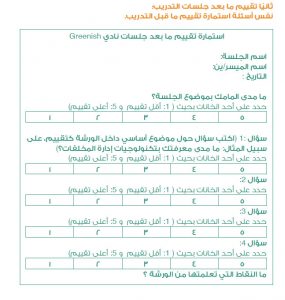 ثانيًا تقييم ما بعد جلسات التدريب:
نفس أسئلة استمارة تقييم ما قبل التدريب.
استمارة تقييم ما بعد جلسات نادي Greenish
اسم الجلسة:
اسم الميسر/ين:
التاريخ :
ما مدى المامك بموضوع الجلسة؟
حدد على أحد الخانات بحيث ( 1: أقل تقييم و 5: أعلى تقييم)
٥ ٤ ٣ ٢ ١
سؤال 1: (اكتب سؤال حول موضوع أساسي داخل الورشة كتقييم، على
سبيل المثال: ما مدى معرفتك بتكنولوجيات إدارة المخلفات؟)
حدد على أحد الخانات بحيث ( 1: أقل تقييم و 5: أعلى تقييم)
٥ ٤ ٣ ٢ ١
سؤال 2:
حدد على أحد الخانات بحيث ( 1: أقل تقييم و 5: أعلى تقييم)
٥ ٤ ٣ ٢ ١
سؤال 3:
حدد على أحد الخانات بحيث ( 1: أقل تقييم و 5: أعلى تقييم)
٥ ٤ ٣ ٢ ١
سؤال 4:
حدد على أحد الخانات بحيث ( 1: أقل تقييم و 5: أعلى تقييم)
٥ ٤ ٣ ٢ ١
ما النقاط الذي تعلمتها من الورشة ؟